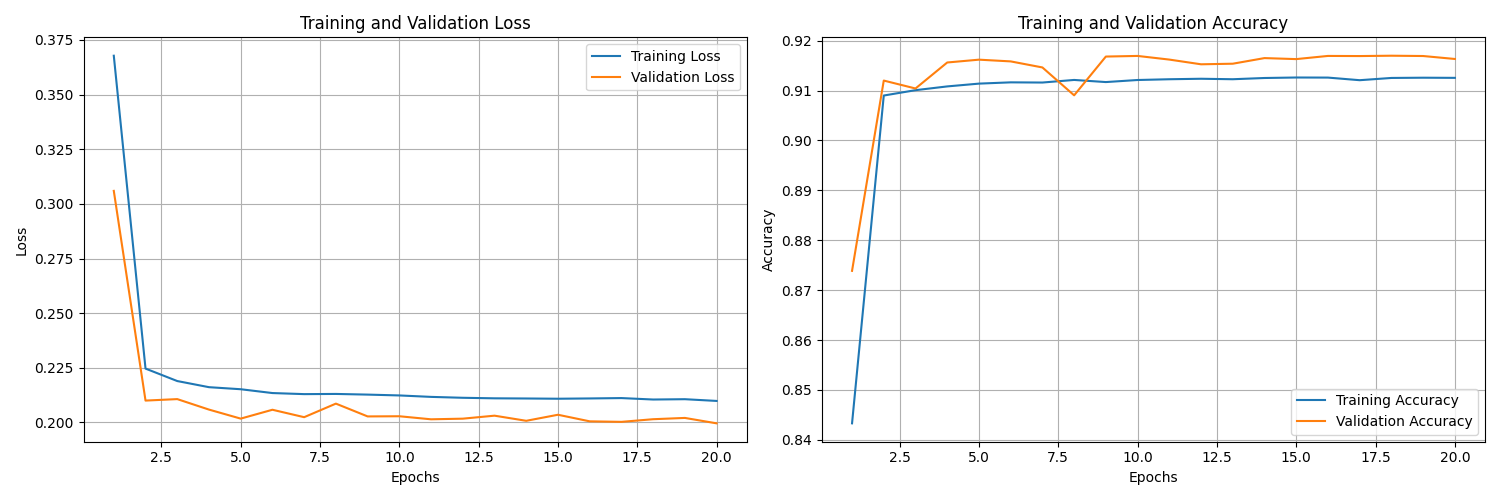 Training and Validation Loss
0.375
0.350
0.325
0.300
0.275
0.250
0.225
0.200
Loss
Training Loss
Validation Loss
2.5 5.0 7.5 10.0 12.5 15.0 17.5 20.0
Epochs
Training and Validation Accuracy
0.92
0.91
0.90
0.89
0.88
0.87
0.86
0.85
0.84
Accuracy
Training Accuracy
Validation Accuracy
2.5 5.0 7.5 10.0 12.5 15.0 17.5 20.0
Epochs